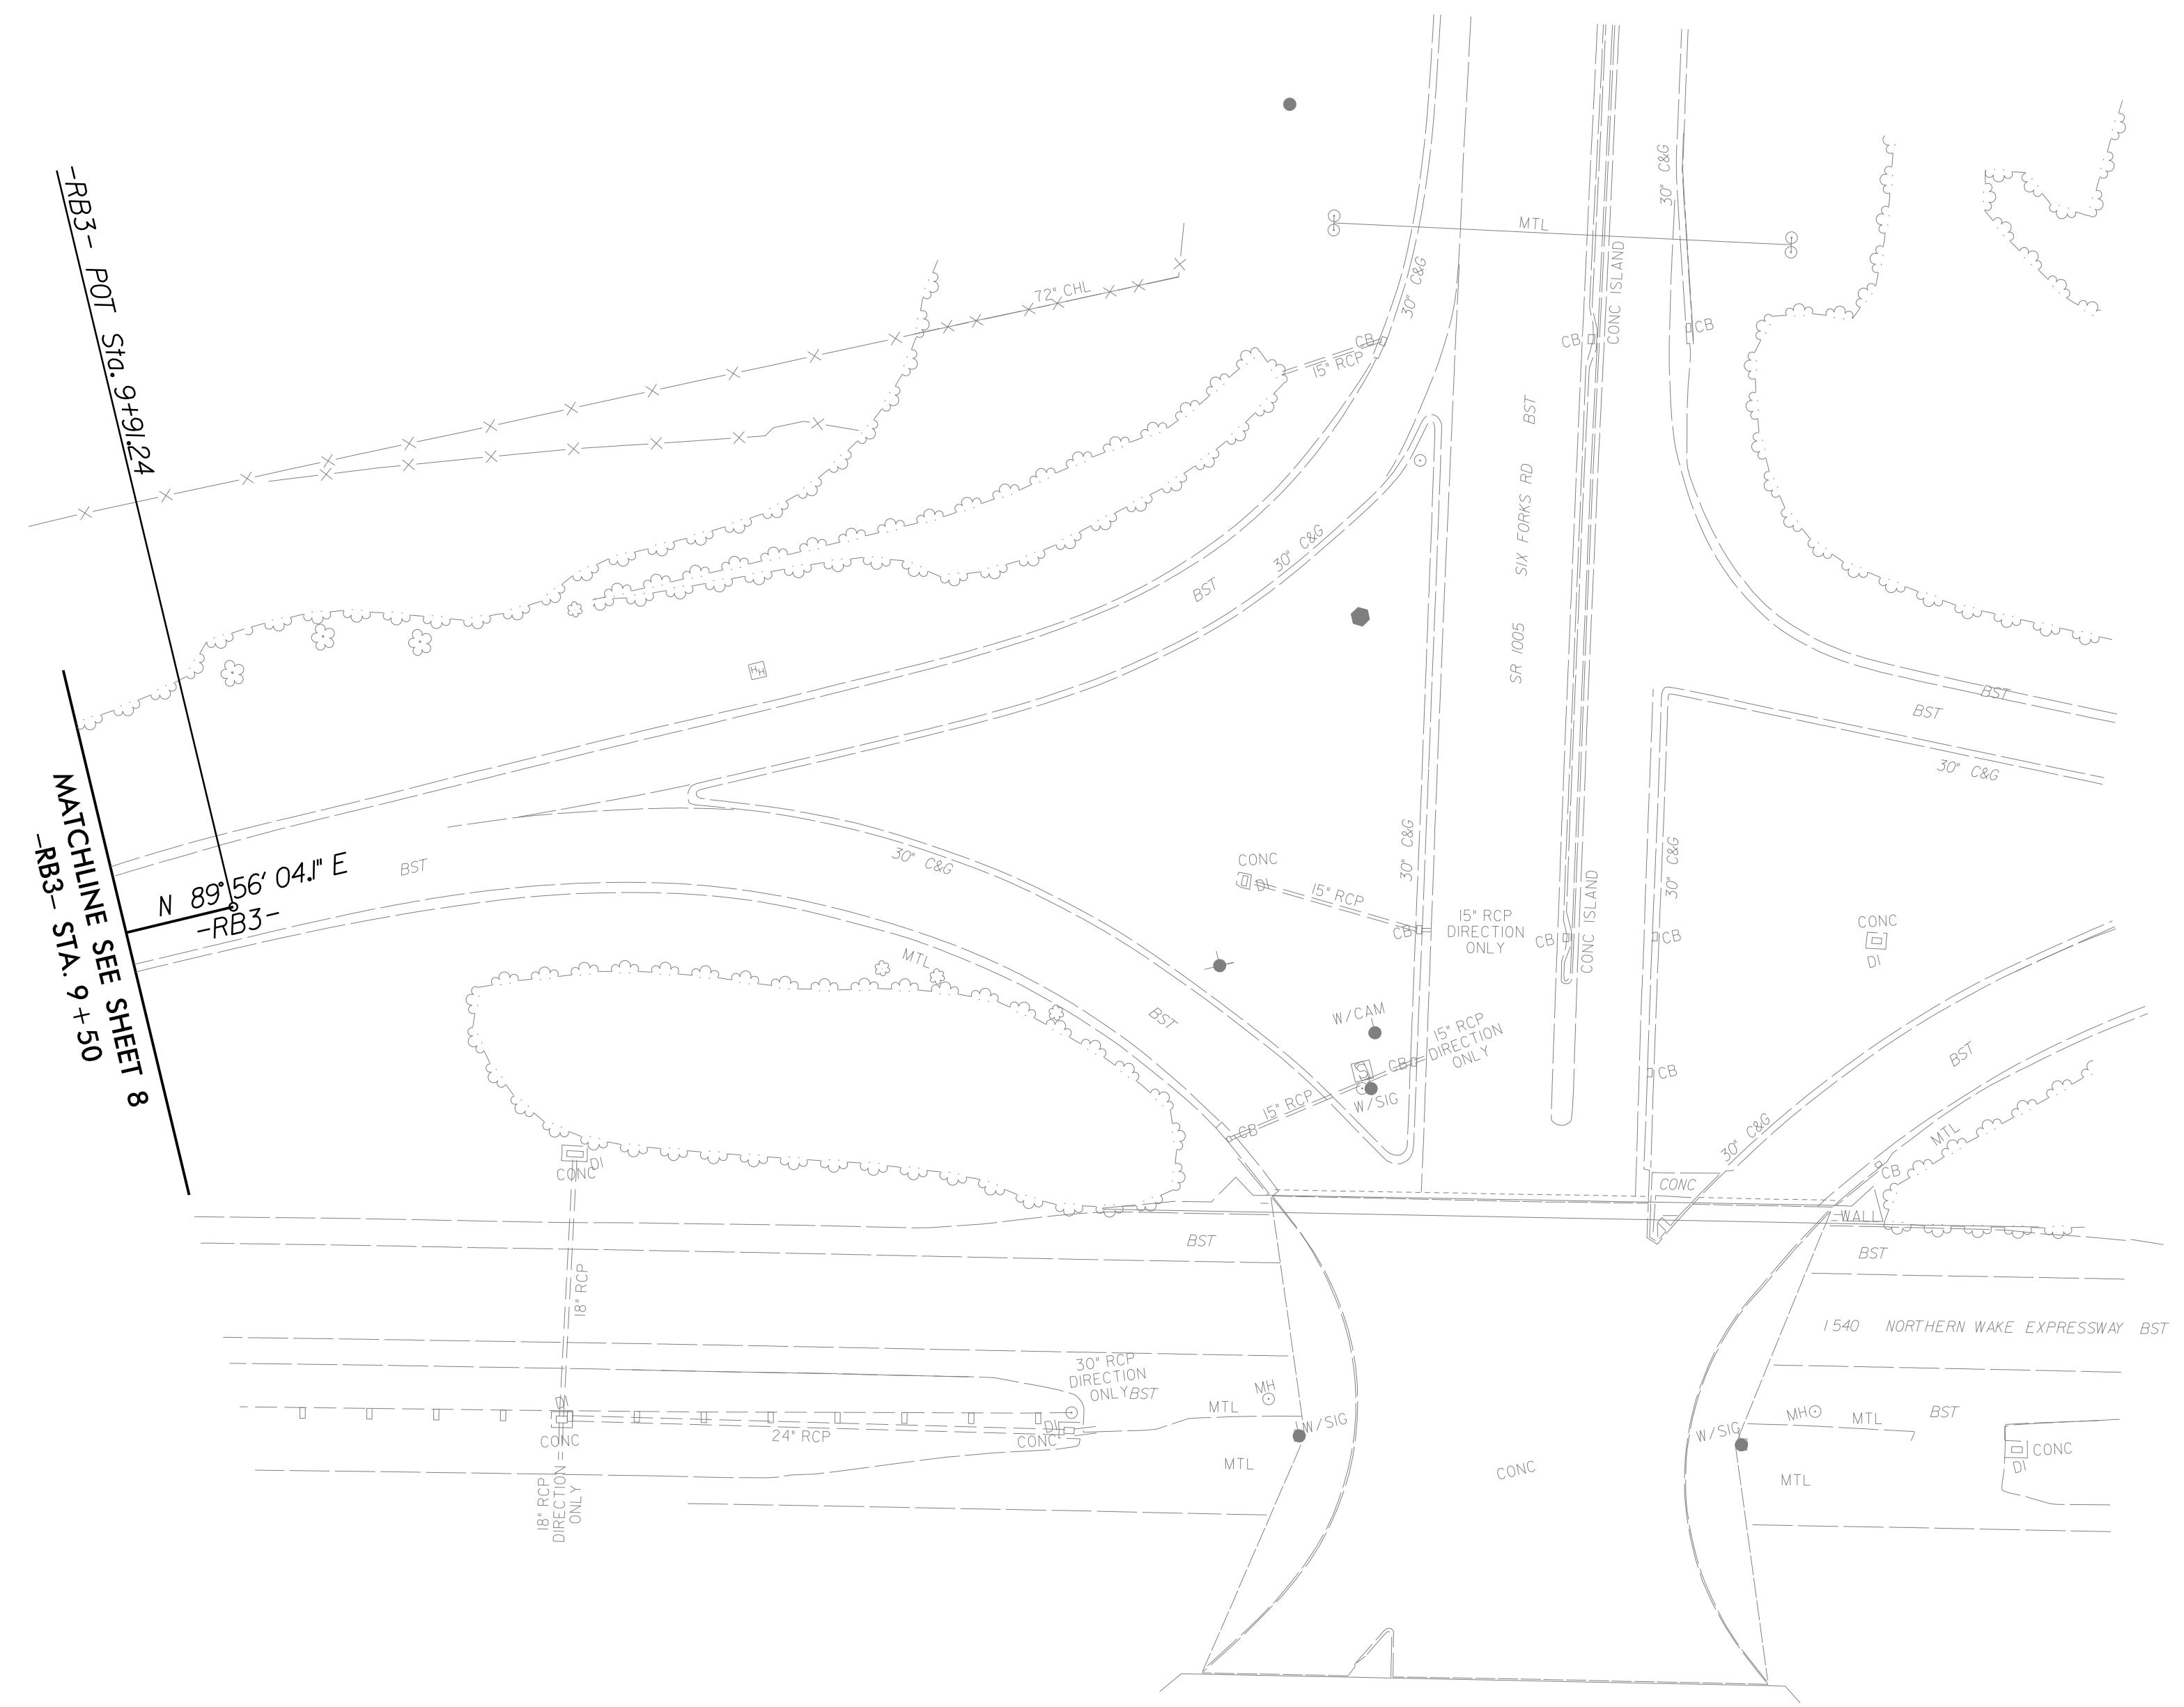 -RB3- POT Sta. 9+91.24
MATCHLINE SEE SHEET 8
-RB3- STA. 9+50
N 89° 56' 04.1" E
-RB3-
72" CHL
MTL
30" C&G
30" C&G
CONC ISLAND
CB
15" RCP
CB
CB
30" C&G
BST
HH
SR 1005 SIX FORKS RD BST
BST
BST
30" C&G
BST
30" C&G
30" C&G
30" C&G
CONC
DI
15" RCP
CB
15" RCP
DIRECTION
ONLY
CB
CONC ISLAND
CB
CONC
DI
MTL
BST
W/CAM
S
CB
15" RCP
DIRECTION
ONLY
W/SIG
15" RCP
CB
CB
BST
30" C&G
MTL
CB
CONC
WALL
DI
CONC
18" RCP
BST
BST
I 540 NORTHERN WAKE EXPRESSWAY BST
30" RCP
DIRECTION
ONLY
BST
MH
MTL
DI
CONC
W/SIG
DI
CONC
24" RCP
18" RCP
DIRECTION
ONLY
MTL
CONC
W/SIG
MH
MTL
BST
CONC
DI
MTL